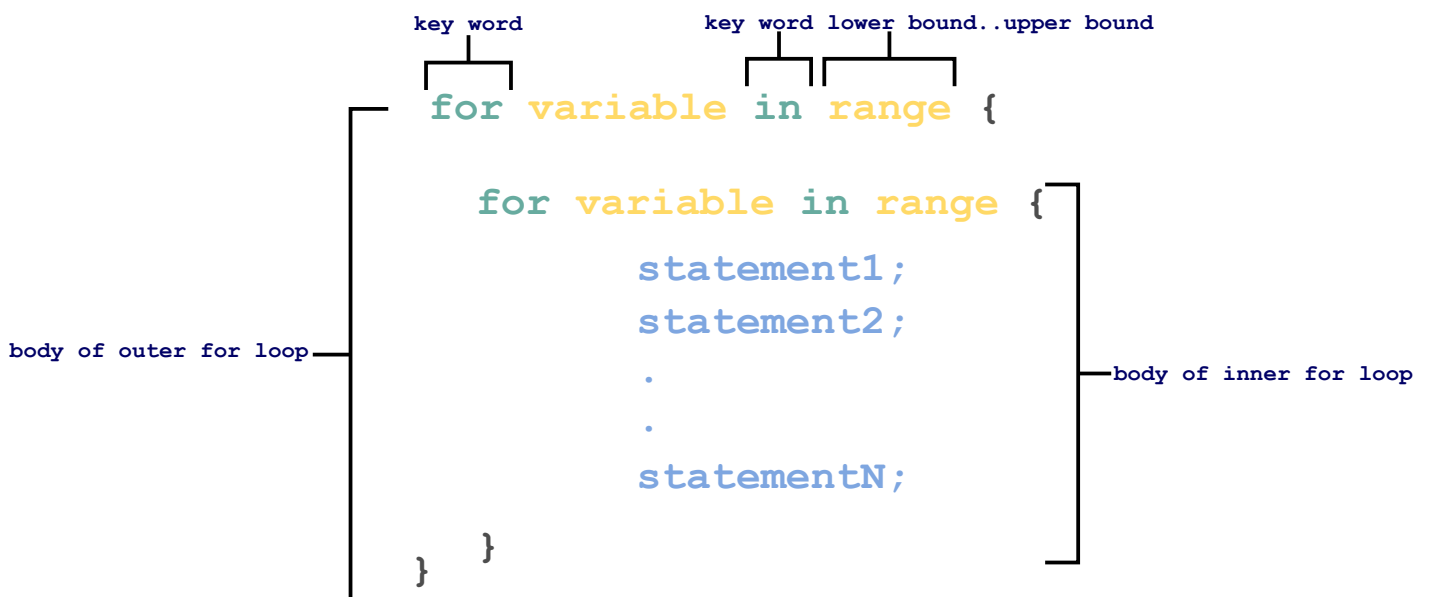 key word
key word lower bound..upper bound
for variable in range {
for variable in range {
statement1;
statement2;
.
body of outer for loop
body of inner for loop
.
statementN;
}
}